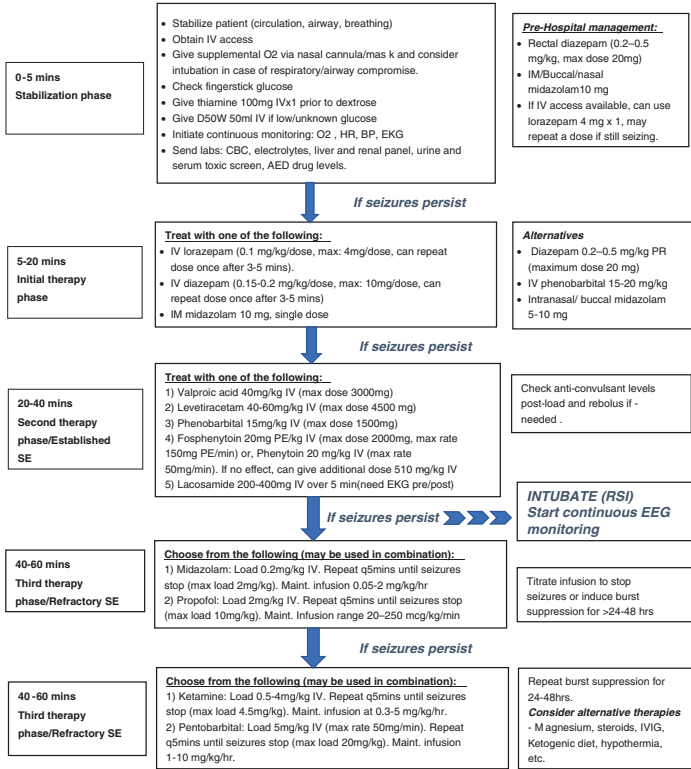 • Stabilize patient (circulation, airway, breathing)
• Obtain IV access
• Give supplemental O2 via nasal cannula/mas k and consider
intubation in case of respiratory/airway compromise.
• Check fingerstick glucose
• Give thiamine 100mg IVx1 prior to dextrose
• Give D50W 50ml IV if low/unknown glucose
• Initiate continuous monitoring: O2 , HR, BP, EKG
• Send labs: CBC, electrolytes, liver and renal panel, urine and
serum toxic screen, AED drug levels.
0-5 mins
Stabilization phase
Pre-Hospital management:
• Rectal diazepam (0.2–0.5
mg/kg, max dose 20mg)
• IM/Buccal/nasal
midazolam10 mg
• If IV access available, can use
lorazepam 4 mg x 1, may
repeat a dose if still seizing.
If seizures persist
5-20 mins
Initial therapy
phase
Treat with one of the following:
• IV lorazepam (0.1 mg/kg/dose, max: 4mg/dose, can repeat
dose once after 3-5 mins).
• IV diazepam (0.15-0.2 mg/kg/dose, max: 10mg/dose, can
repeat dose once after 3-5 mins)
• IM midazolam 10 mg, single dose
Alternatives
• Diazepam 0.2–0.5 mg/kg PR
(maximum dose 20 mg)
• IV phenobarbital 15-20 mg/kg
• Intranasal/ buccal midazolam
5-10 mg
If seizures persist
20-40 mins
Second therapy
phase/Established
SE
Treat with one of the following:
1) Valproic acid 40mg/kg IV (max dose 3000mg)
2) Levetiracetam 40-60mg/kg IV (max dose 4500 mg)
3) Phenobarbital 15mg/kg IV (max dose 1500mg)
4) Fosphenytoin 20mg PE/kg IV (max dose 2000mg, max rate
150mg PE/min) or, Phenytoin 20 mg/kg IV (max rate
50mg/min). If no effect, can give additional dose 510 mg/kg IV
5) Lacosamide 200-400mg IV over 5 min(need EKG pre/post)
Check anti-convulsant levels
post-load and rebolus if -
needed .
If seizures persist
INTUBATE (RSI)
Start continuous EEG
monitoring
40-60 mins
Third therapy
phase/Refractory SE
Choose from the following (may be used in combination):
1) Midazolam: Load 0.2mg/kg IV. Repeat q5mins until seizures
stop (max load 2mg/kg). Maint. infusion 0.05-2 mg/kg/hr
2) Propofol: Load 2mg/kg IV. Repeat q5mins until seizures stop
(max load 10mg/kg). Maint. Infusion range 20–250 mcg/kg/min
Titrate infusion to stop
seizures or induce burst
suppression for >24-48 hrs
If seizures persist
40 -60 mins
Third therapy
phase/Refractory SE
Choose from the following (may be used in combination):
1) Ketamine: Load 0.5-4mg/kg IV. Repeat q5mins until seizures
stop (max load 4.5mg/kg). Maint. infusion at 0.3-5 mg/kg/hr.
2) Pentobarbital: Load 5mg/kg IV (max rate 50mg/min). Repeat
q5mins until seizures stop (max load 20mg/kg). Maint. infusion
1-10 mg/kg/hr.
Repeat burst suppression for
24-48hrs.
Consider alternative therapies
- M agnesium, steroids, IVIG,
Ketogenic diet, hypothermia,
etc.